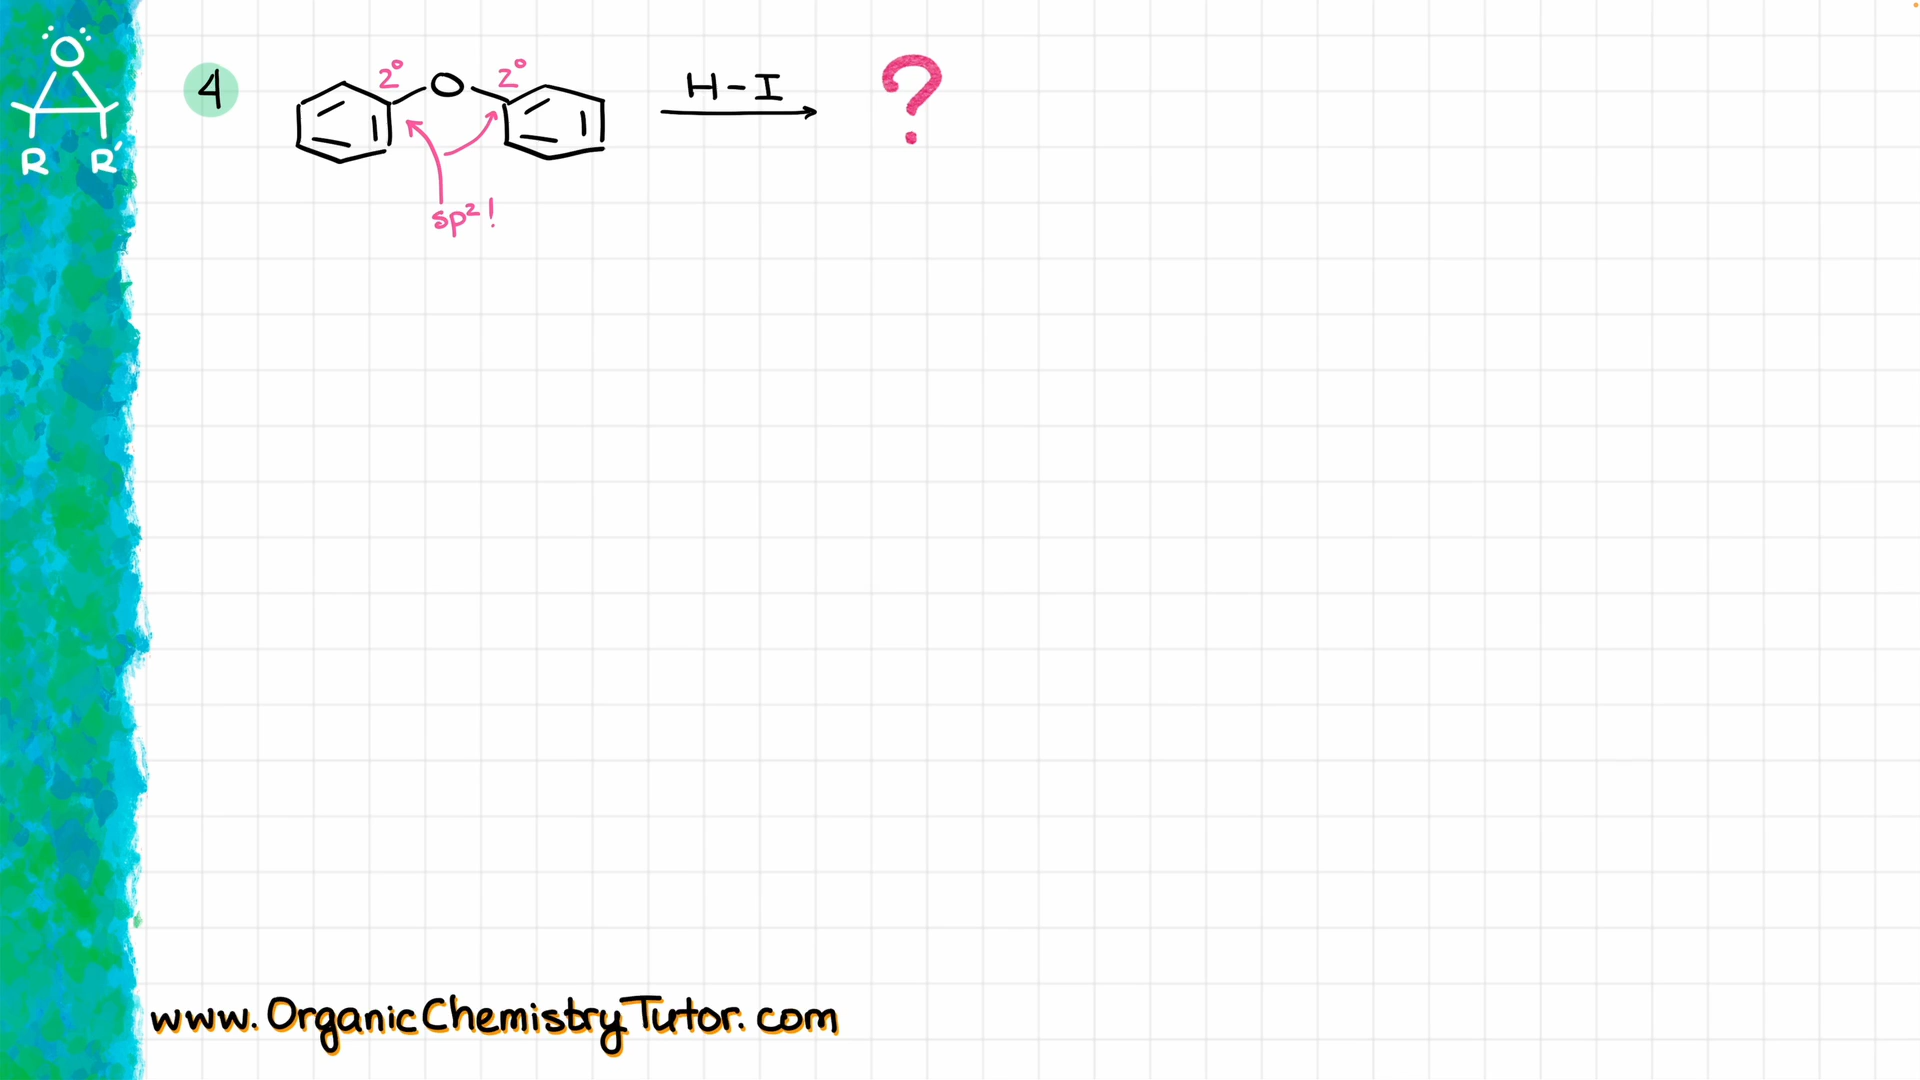 O
R R'
4 2° O 2° H-I ?
sp²!
www.OrganicChemistryTutor.com